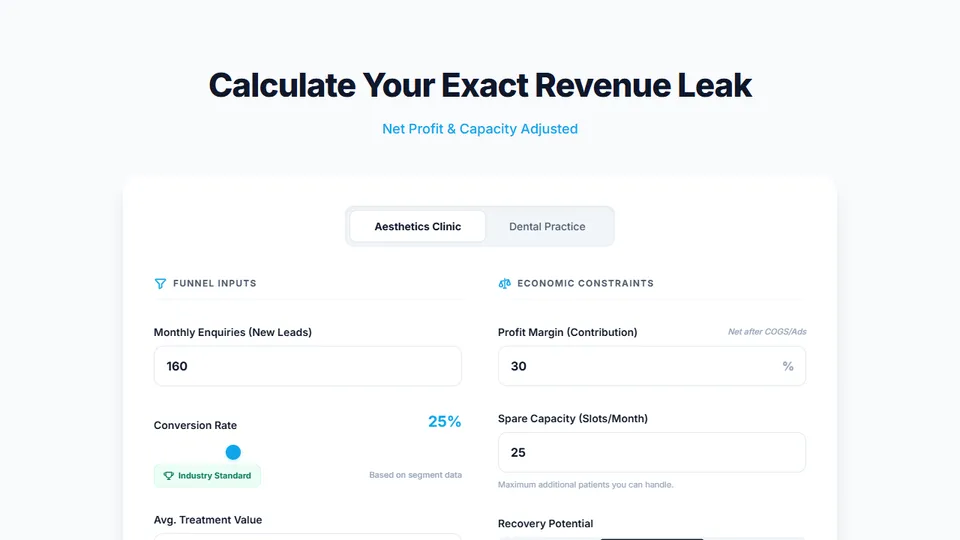 Calculate Your Exact Revenue Leak
Net Profit & Capacity Adjusted
Aesthetics Clinic
Dental Practice
FUNNEL INPUTS
Monthly Enquiries (New Leads)
160
Conversion Rate
25%
Industry Standard
Based on segment data
Avg. Treatment Value
ECONOMIC CONSTRAINTS
Profit Margin (Contribution)
Net after COGS/Ads
30
%
Spare Capacity (Slots/Month)
25
Maximum additional patients you can handle.
Recovery Potential